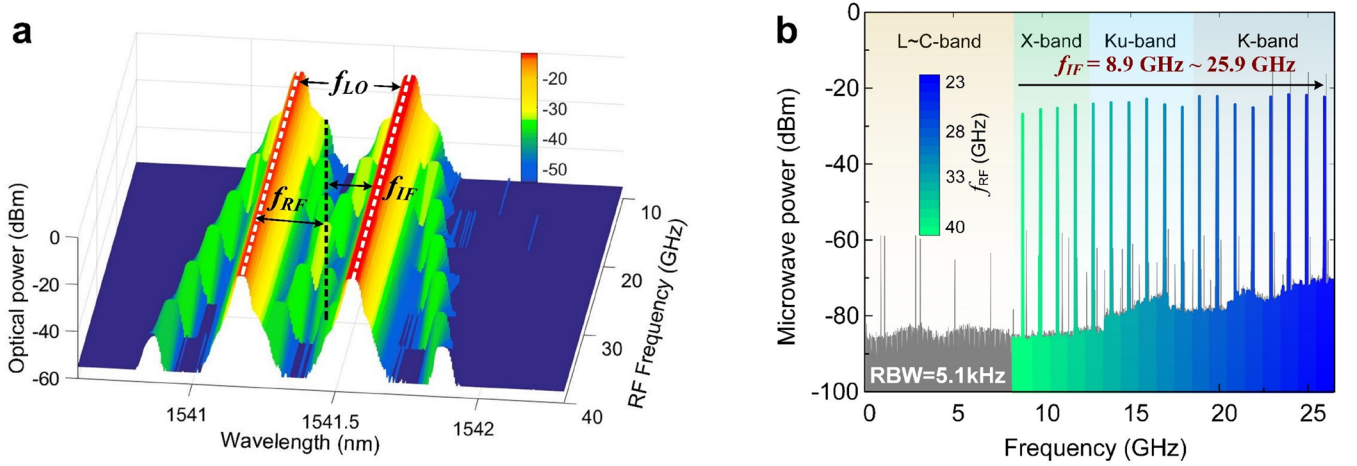 a
f_LO
f_RF
f_IF
-20
-30
-40
-50
Optical power (dBm)
0
-20
-40
-60
1541
1541.5
1542
Wavelength (nm)
10
20
30
40
RF Frequency (GHz)
b
L~C-band
X-band
Ku-band
K-band
f_IF = 8.9 GHz ~ 25.9 GHz
23
28
33
40
f_RF (GHz)
RBW=5.1kHz
Microwave power (dBm)
0
-20
-40
-60
-80
-100
0
5
10
15
20
25
Frequency (GHz)